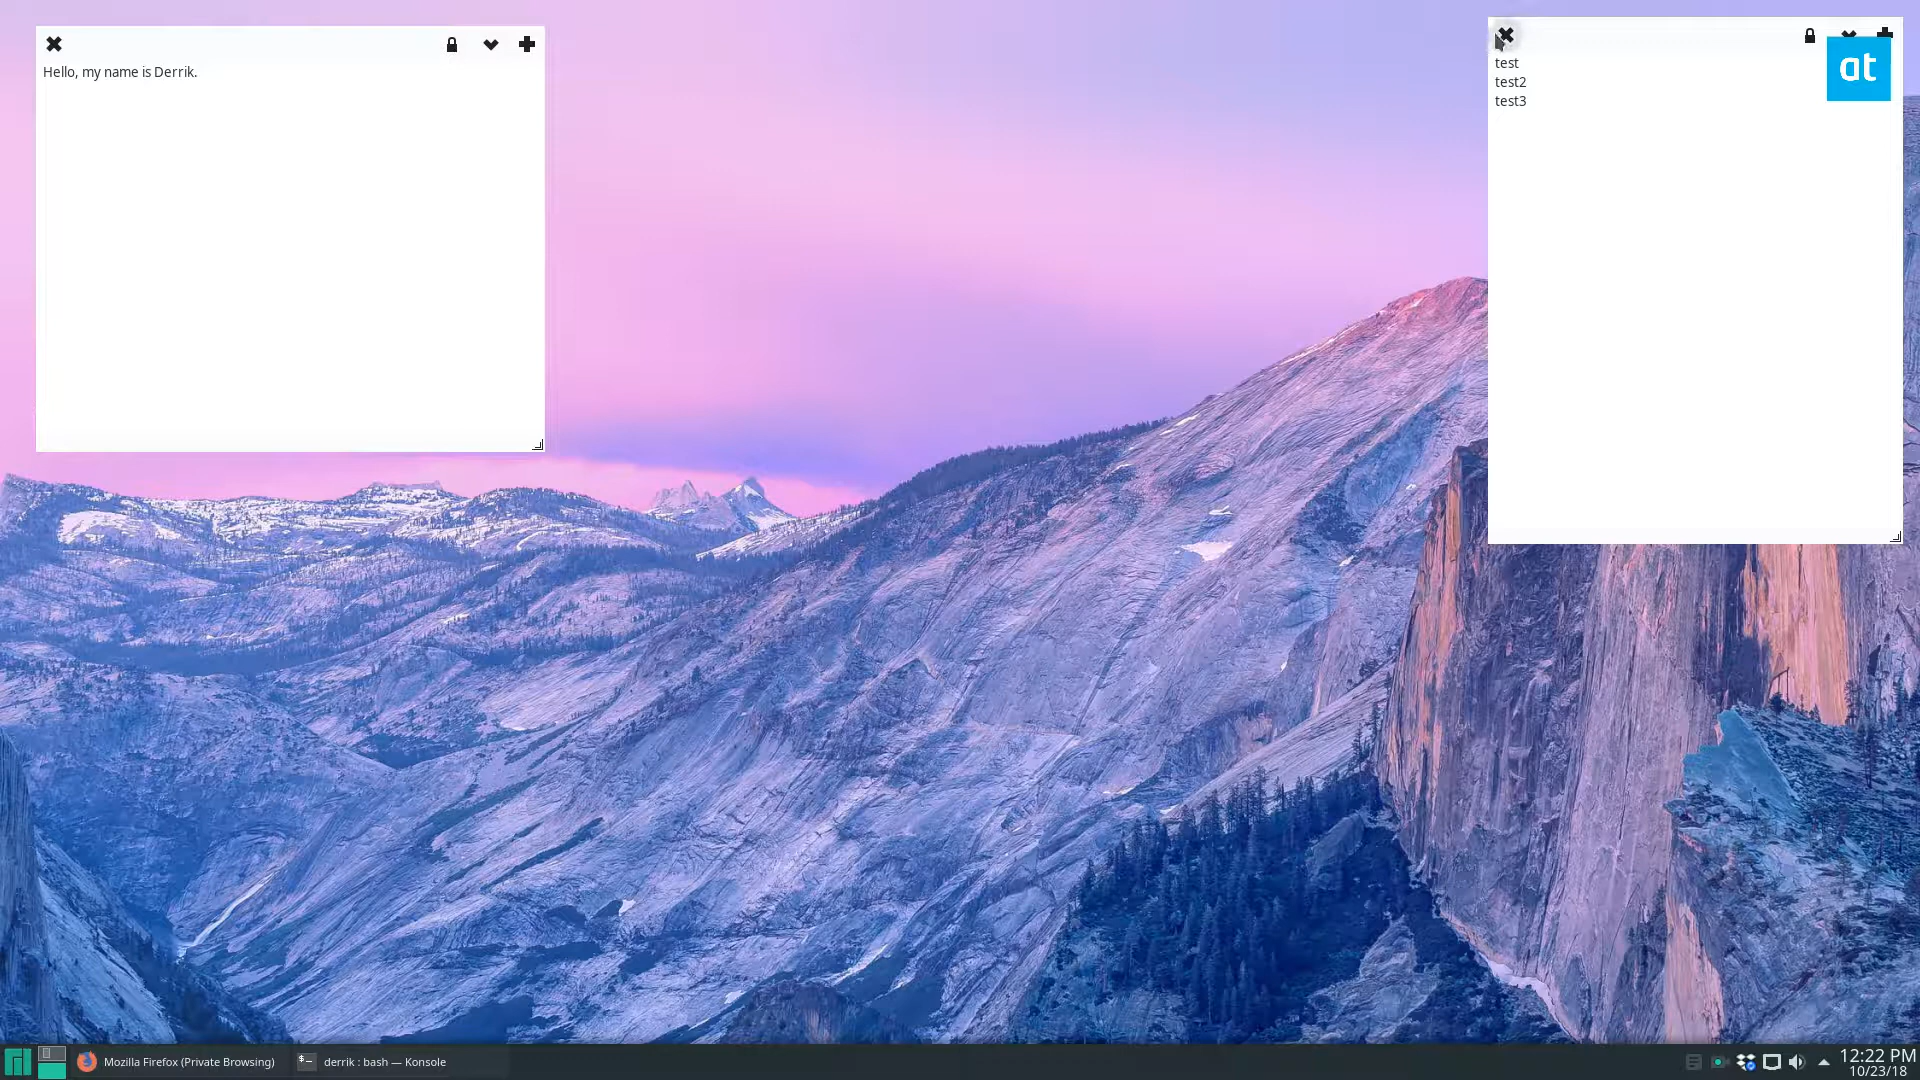 Hello, my name is Derrik.
at
test
test2
test3
Mozilla Firefox (Private Browsing)
derrik : bash — Konsole
12:22 PM
10/23/18